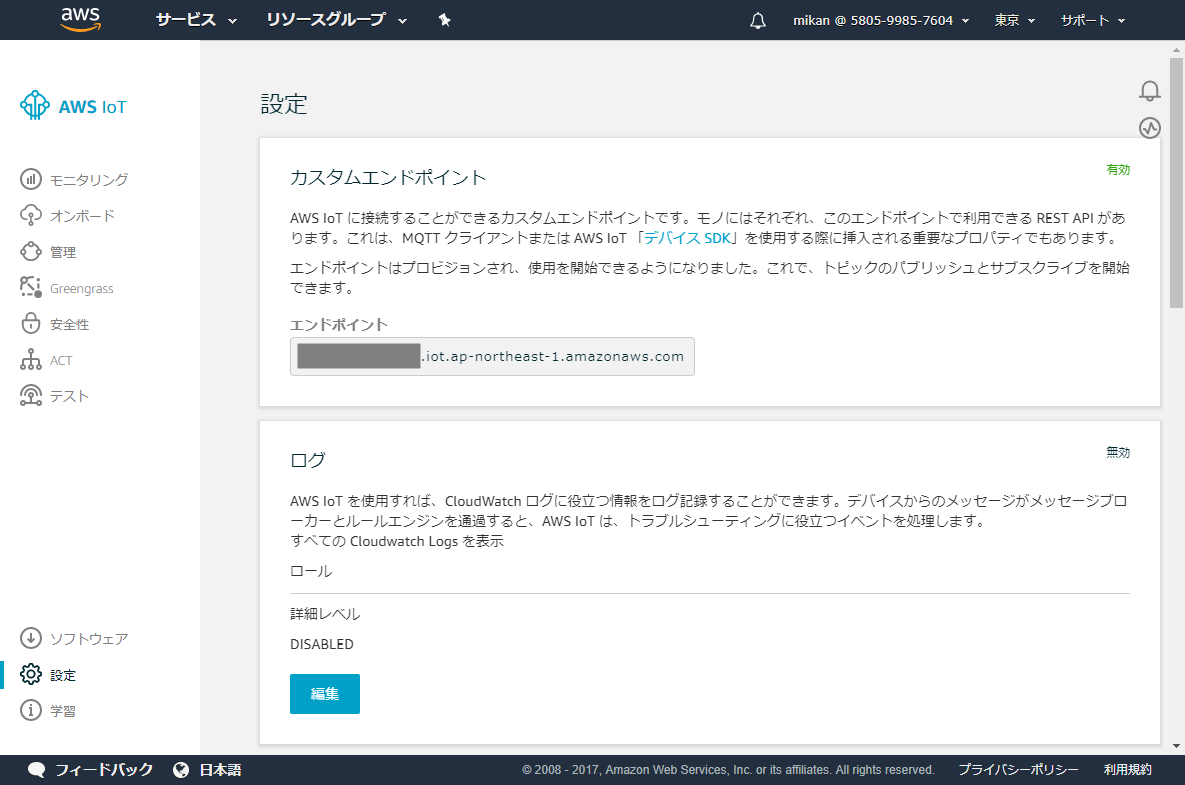 aws サービス リソースグループ mikan @ 5805-9985-7604 東京 サポート
AWS IoT
モニタリング
オンボード
管理
Greengrass
安全性
ACT
テスト
ソフトウェア
設定
学習
設定
カスタムエンドポイント 有効
AWS IoT に接続することができるカスタムエンドポイントです。モノにはそれぞれ、このエンドポイントで利用できる REST API があ
ります。これは、MQTT クライアントまたは AWS IoT 「デバイス SDK」を使用する際に挿入される重要なプロパティでもあります。
エンドポイントはプロビジョンされ、使用を開始できるようになりました。これで、トピックのパブリッシュとサブスクライブを開始
できます。
エンドポイント
.iot.ap-northeast-1.amazonaws.com
ログ 無効
AWS IoT を使用すれば、CloudWatch ログに役立つ情報をログ記録することができます。デバイスからのメッセージがメッセージブロ
ーカーとルールエンジンを通過すると、AWS IoT は、トラブルシューティングに役立つイベントを処理します。
すべての Cloudwatch Logs を表示
ロール
詳細レベル
DISABLED
編集
フィードバック 日本語 © 2008 - 2017, Amazon Web Services, Inc. or its affiliates. All rights reserved. プライバシーポリシー 利用規約